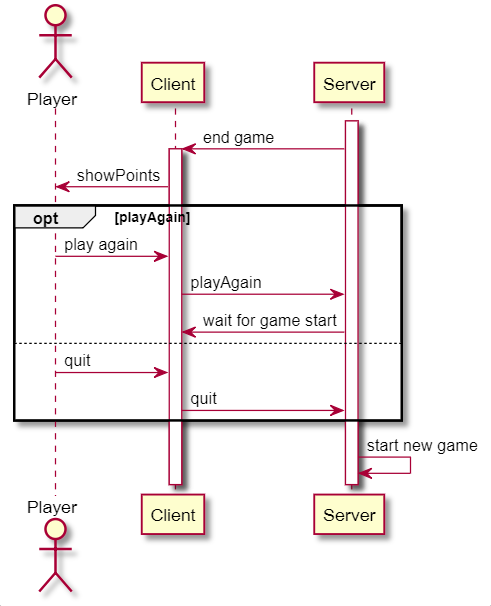 Player
Client
Server
end game
showPoints
opt
[playAgain]
play again
playAgain
wait for game start
quit
quit
start new game
Player
Client
Server